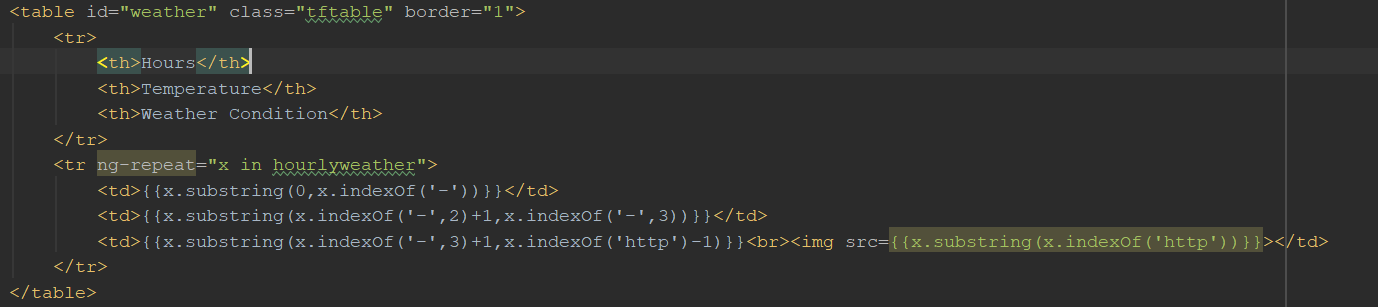 <table id="weather" class="tftable" border="1">
    <tr>
        <th>Hours</th>
        <th>Temperature</th>
        <th>Weather Condition</th>
    </tr>
    <tr ng-repeat="x in hourlyweather">
        <td>{{x.substring(0,x.indexOf('-'))}}</td>
        <td>{{x.substring(x.indexOf('-',2)+1,x.indexOf('-',3))}}</td>
        <td>{{x.substring(x.indexOf('-',3)+1,x.indexOf('http')-1)}}<br><img src={{x.substring(x.indexOf('http'))}}></td>
    </tr>
</table>